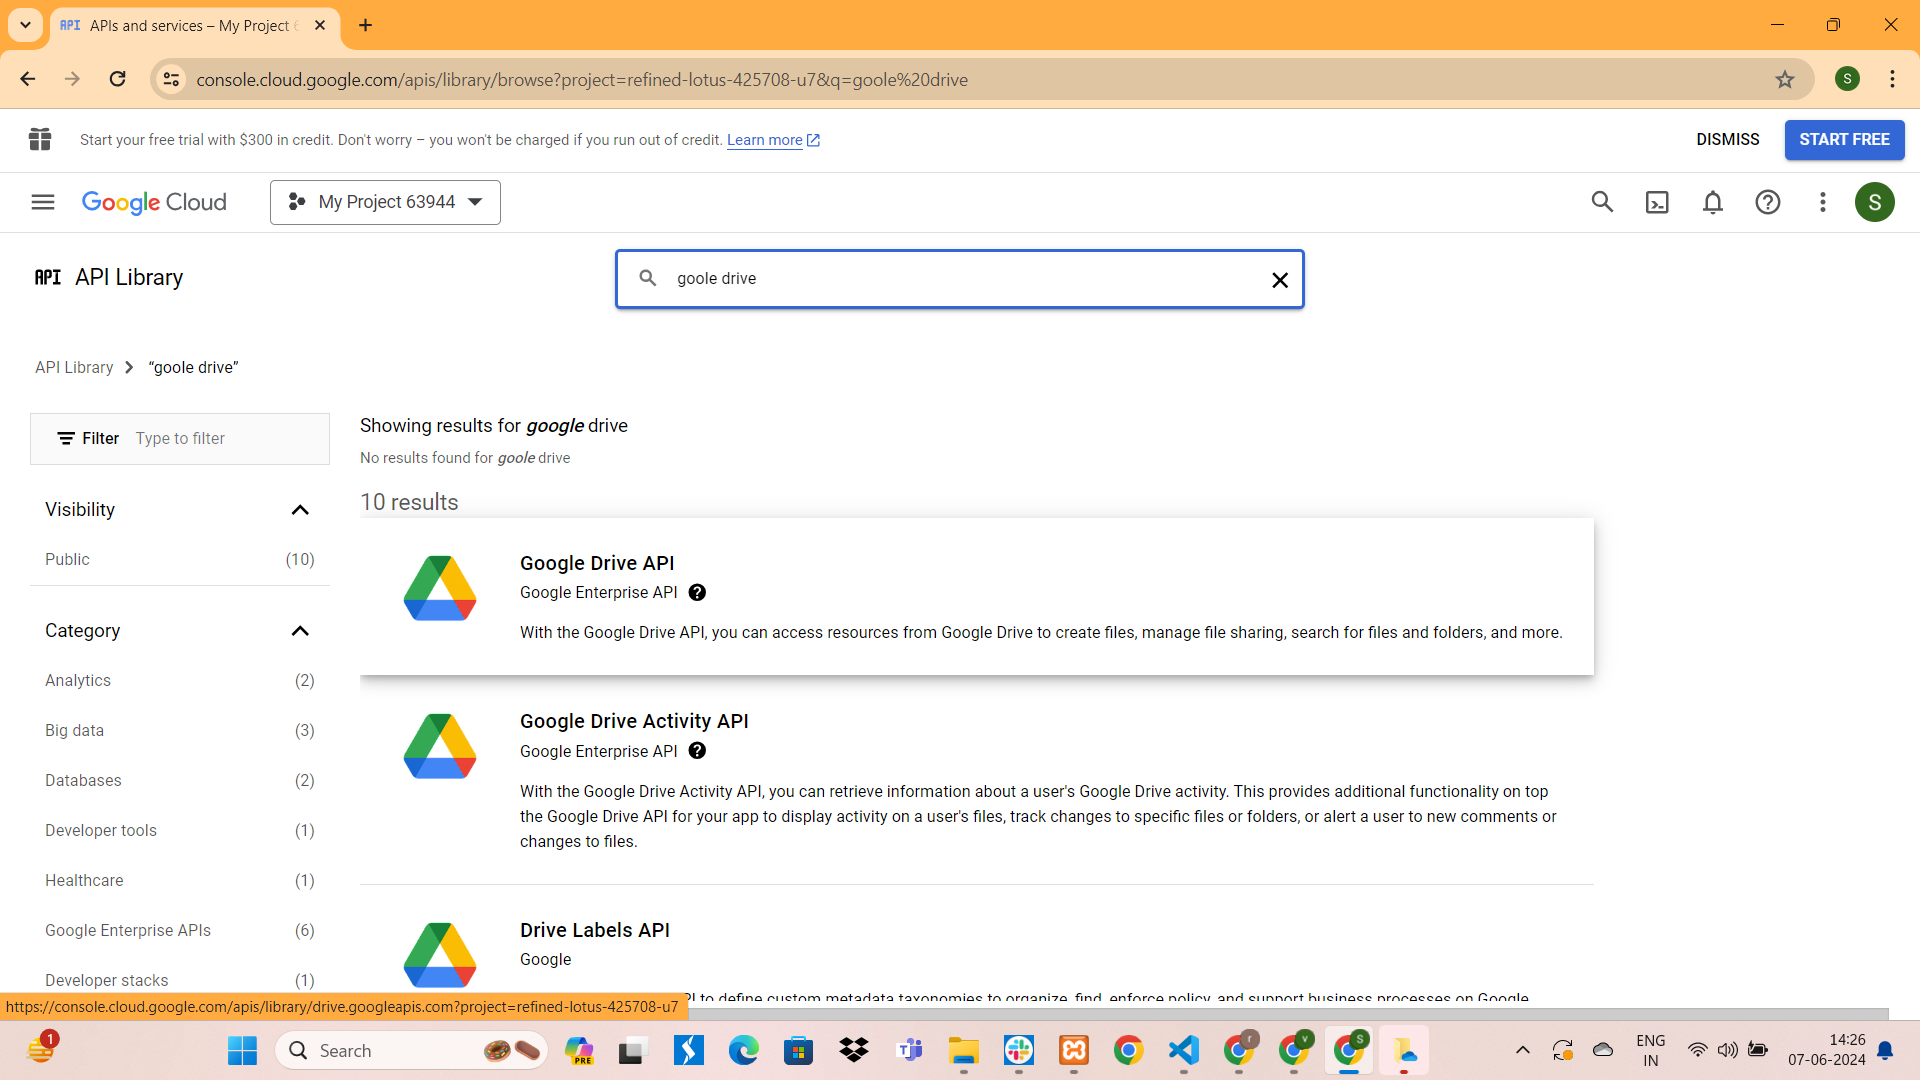 API APIs and services – My Project 6
console.cloud.google.com/apis/library/browse?project=refined-lotus-425708-u7&q=goole%20drive
S
Start your free trial with $300 in credit. Don't worry – you won't be charged if you run out of credit. Learn more
DISMISS
START FREE
Google Cloud
My Project 63944
S
API API Library
goole drive
API Library
“goole drive”
Filter Type to filter
Showing results for google drive
No results found for goole drive
10 results
Visibility
Public (10)
Category
Analytics (2)
Big data (3)
Databases (2)
Developer tools (1)
Healthcare (1)
Google Enterprise APIs (6)
Developer stacks (1)
Google Drive API
Google Enterprise API
With the Google Drive API, you can access resources from Google Drive to create files, manage file sharing, search for files and folders, and more.
Google Drive Activity API
Google Enterprise API
With the Google Drive Activity API, you can retrieve information about a user's Google Drive activity. This provides additional functionality on top
the Google Drive API for your app to display activity on a user's files, track changes to specific files or folders, or alert a user to new comments or
changes to files.
Drive Labels API
Google
PI to define custom metadata taxonomies to organize, find, enforce policy, and support business processes on Google
https://console.cloud.google.com/apis/library/drive.googleapis.com?project=refined-lotus-425708-u7
1
Search
PRE
r
v
S
ENG
IN
14:26
07-06-2024